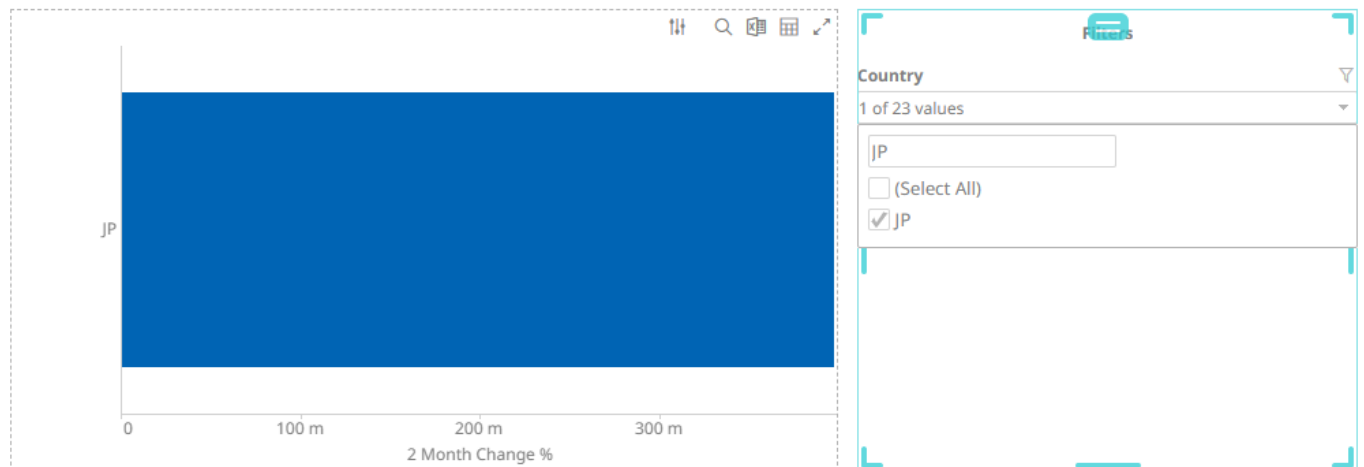 Filters
Country
1 of 23 values
JP
(Select All)
JP
JP
0
100 m
200 m
300 m
2 Month Change %